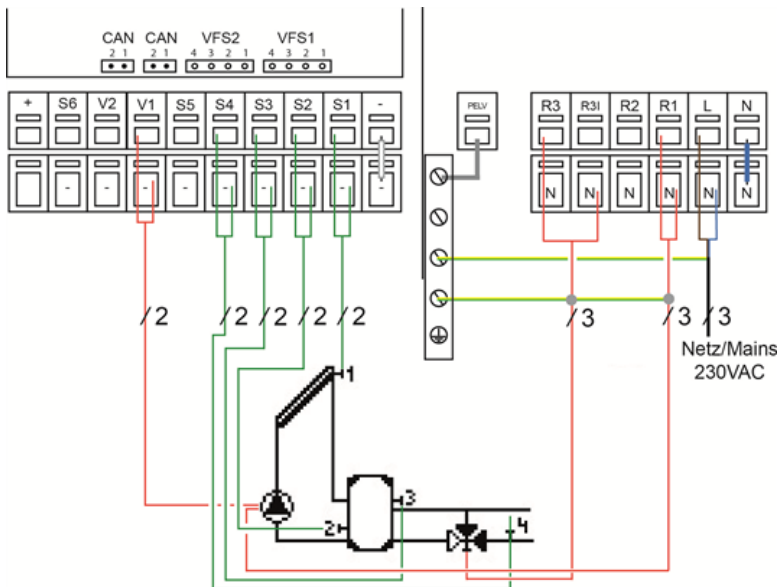 CAN CAN VFS2 VFS1
2 1 2 1 4 3 2 1 4 3 2 1
+ S6 V2 V1 S5 S4 S3 S2 S1 -
PELV
R3 R3I R2 R1 L N
- - - - - - - -
N N N N N N
/2 /2 /2 /2 /2
/3 /3 /3
Netz/Mains
230VAC
1
3
2
4